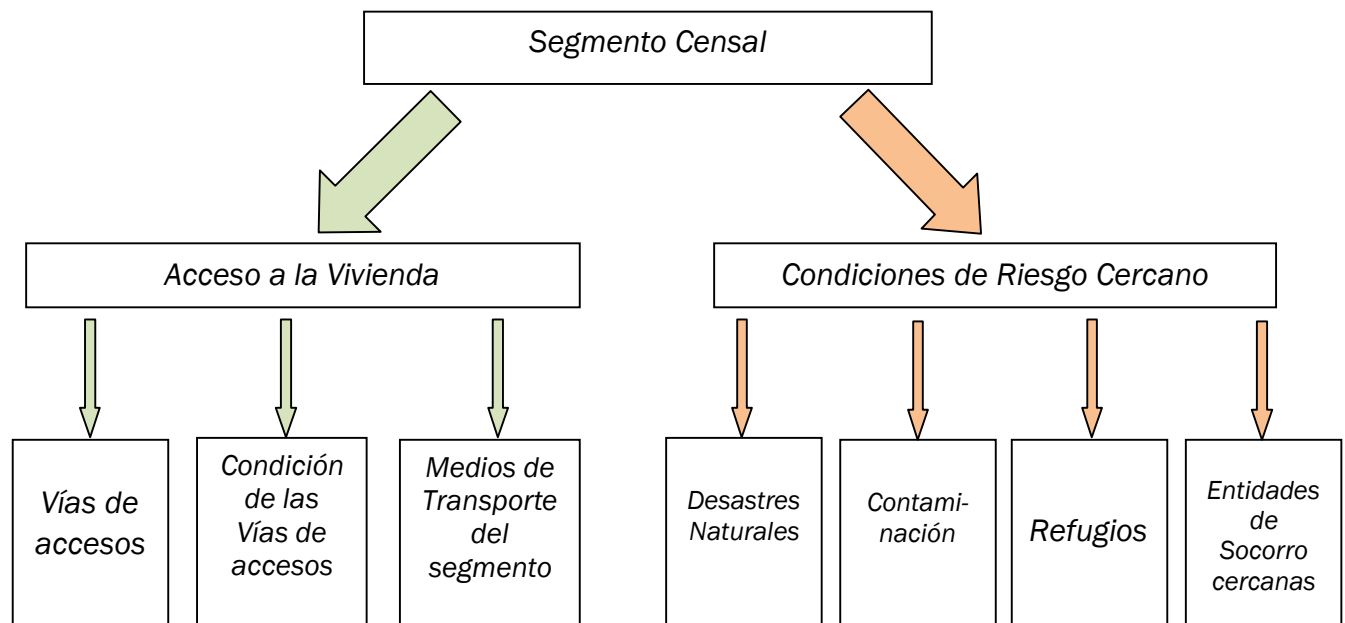 Segmento Censal
Acceso a la Vivienda
Condiciones de Riesgo Cercano
Vías de
accesos
Condición
de las
Vías de
accesos
Medios de
Transporte
del
segmento
Desastres
Naturales
Contami-
nación
Refugios
Entidades
de
Socorro
cercanas